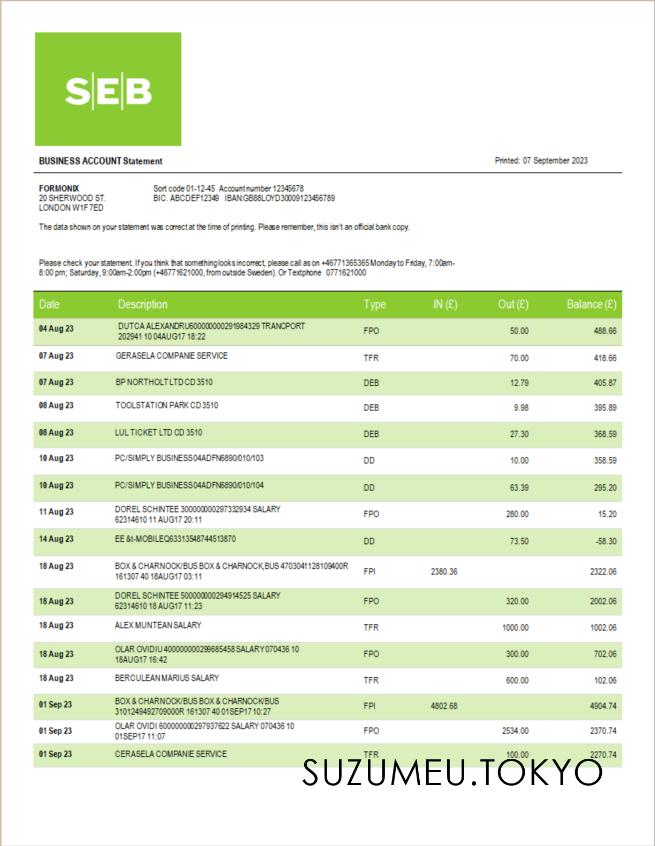 SEB
BUSINESS ACCOUNT Statement Printed: 07 September 2023
FORMONIX Sort code 01-12-45 Account number 12345678
20 SHERWOOD ST. BIC. ABCDEF12349 IBAN:GB88LOYD30009123456789
LONDON W1F 7ED
The data shown on your statement was correct at the time of printing. Please remember, this isn't an official bank copy.
Please check your statement. If you think that something looks incorrect, please call as on +46771365365 Monday to Friday, 7:00am-
8:00 pm; Saturday, 9:00am-2:00pm (+46771621000, from outside Sweden). Or Textphone 0771621000
Date Description Type IN (£) Out (£) Balance (£)
04 Aug 23 DUTCA ALEXANDRU600000000291984329 TRANCPORT FPO 50.00 488.66
202941 10 04AUG17 18:22
07 Aug 23 GERASELA COMPANIE SERVICE TFR 70.00 418.66
07 Aug 23 BP NORTHOLT LTD CD 3510 DEB 12.79 405.87
08 Aug 23 TOOLSTATION PARK CD 3510 DEB 9.98 395.89
08 Aug 23 LUL TICKET LTD CD 3510 DEB 27.30 368.59
10 Aug 23 PC/SIMPLY BUSINESS04ADFN6890/010/103 DD 10.00 358.59
10 Aug 23 PC/SIMPLY BUSINESS04ADFN6890/010/104 DD 63.39 295.20
11 Aug 23 DOREL SCHINTEE 300000000297332934 SALARY FPO 280.00 15.20
62314610 11 AUG17 20:11
14 Aug 23 EE &t-MOBILEQ63313548744513870 DD 73.50 -58.30
18 Aug 23 BOX & CHARNOCK/BUS BOX & CHARNOCK,BUS 4703041128109400R FPI 2380.36 2322.06
161307 40 18AUG17 03:11
18 Aug 23 DOREL SCHINTEE 500000000294914525 SALARY FPO 320.00 2002.06
62314610 18 AUG17 11:23
18 Aug 23 ALEX MUNTEAN SALARY TFR 1000.00 1002.06
18 Aug 23 OLAR OVIDIU 400000000299685458 SALARY 070436 10 FPO 300.00 702.06
18AUG17 16:42
18 Aug 23 BERCULEAN MARIUS SALARY TFR 600.00 102.06
01 Sep 23 BOX & CHARNOCK/BUS BOX & CHARNOCK/BUS FPI 4802.68 4904.74
3101249492709000R 161307 40 01SEP17 10:27
01 Sep 23 OLAR OVIDI 600000000297937622 SALARY 070436 10 FPO 2534.00 2370.74
01SEP17 11:07
01 Sep 23 CERASELA COMPANIE SERVICE TFR 100.00 2270.74
SUZUMEU.TOKYO